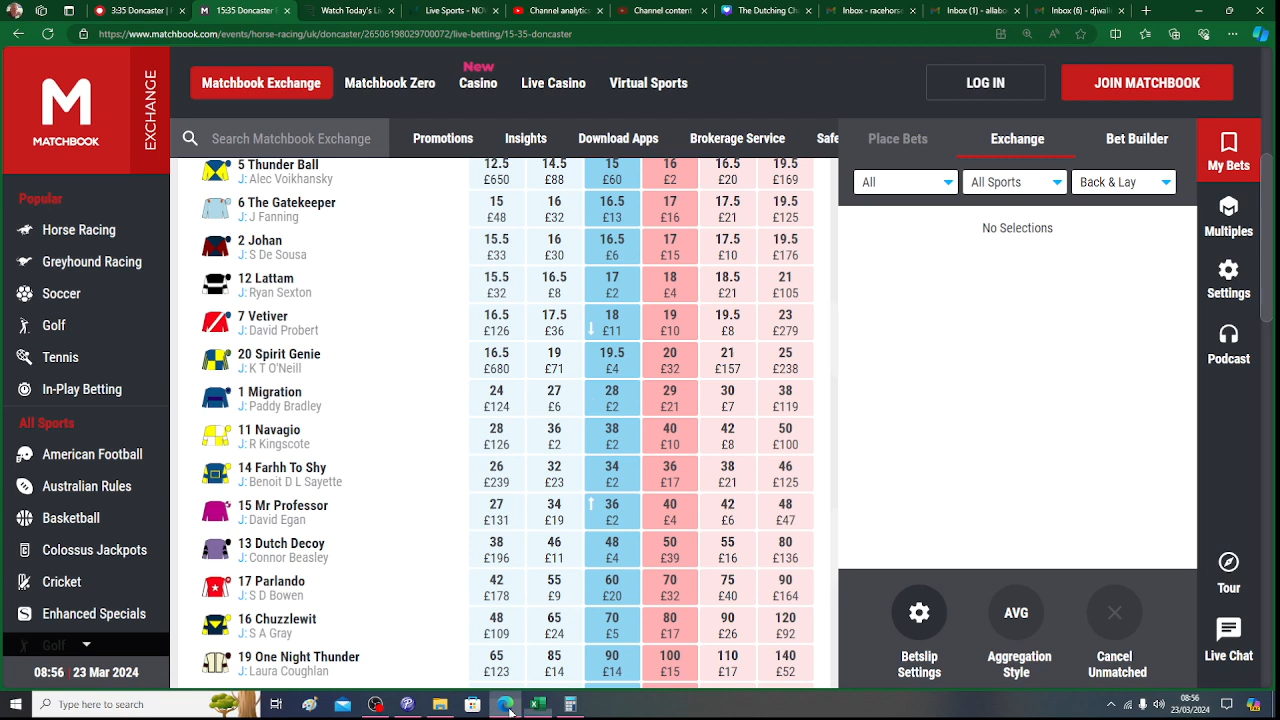 3:35 Doncaster F
1535 Doncaster E
Watch Today's Liv
Live Sports - NOV
Channel analytics
Channel content
The Dutching Ch
Inbox - racehors
Inbox (1) - allabo
Inbox (6) - djwalk
https://www.matchbook.com/events/horse-racing/uk/doncaster/26506198029700072/live-betting/15-35-doncaster
MATCHBOOK
EXCHANGE
New
Matchbook Exchange Matchbook Zero Casino Live Casino Virtual Sports
LOG IN
JOIN MATCHBOOK
Search Matchbook Exchange
Promotions Insights Download Apps Brokerage Service Safe
Place Bets Exchange Bet Builder
My Bets
All
All Sports
Back & Lay
No Selections
Multiples
Settings
Podcast
Tour
Live Chat
Popular
Horse Racing
Greyhound Racing
Soccer
Golf
Tennis
In-Play Betting
All Sports
American Football
Australian Rules
Basketball
Colossus Jackpots
Cricket
Enhanced Specials
Golf
08:56 23 Mar 2024
5 Thunder Ball 12.5 14.5 15 16 16.5 19.5
J: Alec Voikhansky £650 £88 £60 £2 £20 £169
6 The Gatekeeper 15 16 16.5 17 17.5 19.5
J: J Fanning £48 £32 £13 £16 £21 £125
2 Johan 15.5 16 16.5 17 17.5 19.5
J: S De Sousa £33 £30 £6 £15 £10 £176
12 Lattam 15.5 16.5 17 18 18.5 21
J: Ryan Sexton £32 £8 £2 £4 £21 £105
7 Vetiver 16.5 17.5 18 19 19.5 23
J: David Probert £126 £36 £11 £10 £8 £279
20 Spirit Genie 16.5 19 19.5 20 21 25
J: K T O'Neill £680 £71 £4 £32 £157 £238
1 Migration 24 27 28 29 30 38
J: Paddy Bradley £124 £6 £2 £21 £7 £119
11 Navagio 28 36 38 40 42 50
J: R Kingscote £126 £2 £2 £10 £8 £100
14 Farhh To Shy 26 32 34 36 38 46
J: Benoit D L Sayette £239 £23 £2 £17 £21 £125
15 Mr Professor 27 34 36 40 42 48
J: David Egan £131 £19 £2 £4 £6 £47
13 Dutch Decoy 38 46 48 50 55 80
J: Connor Beasley £196 £11 £4 £39 £16 £136
17 Parlando 42 55 60 70 75 90
J: S D Bowen £178 £9 £20 £32 £40 £164
16 Chuzzlewit 48 65 70 80 90 120
J: S A Gray £109 £24 £5 £17 £26 £92
19 One Night Thunder 65 85 90 100 110 140
J: Laura Coughlan £123 £14 £14 £15 £17 £52
AVG
Betslip Settings
Aggregation Style
Cancel Unmatched
Type here to search
08:56
23/03/2024